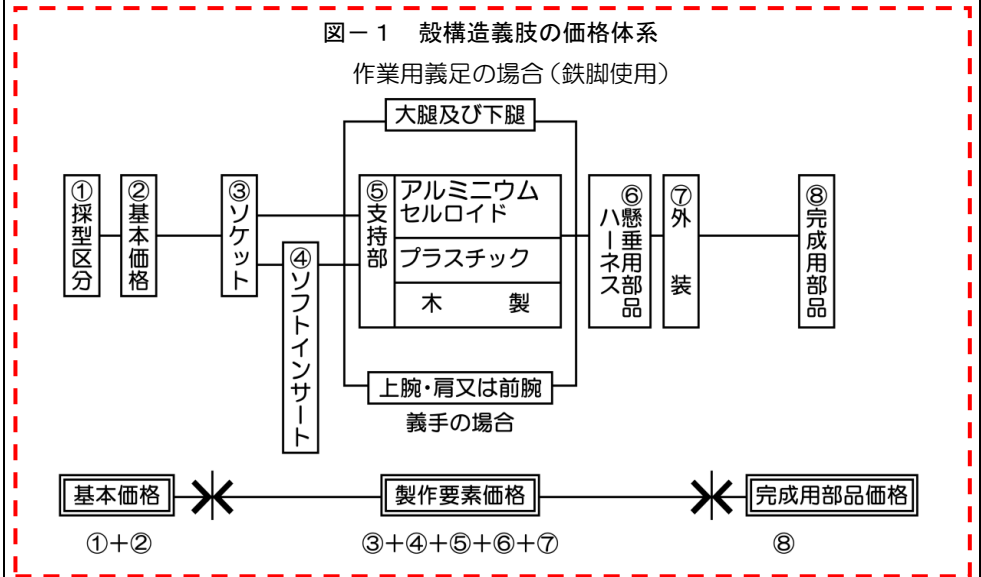 図－１　殻構造義肢の価格体系
作業用義足の場合（鉄脚使用）
大腿及び下腿
①採型区分
②基本価格
③ソケット
④ソフトインサート
⑤支持部
アルミニウム
セルロイド
プラスチック
木　製
⑥懸垂用部品
ハーネス
⑦外装
⑧完成用部品
上腕・肩又は前腕
義手の場合
基本価格
製作要素価格
完成用部品価格
①＋②
③＋④＋⑤＋⑥＋⑦
⑧